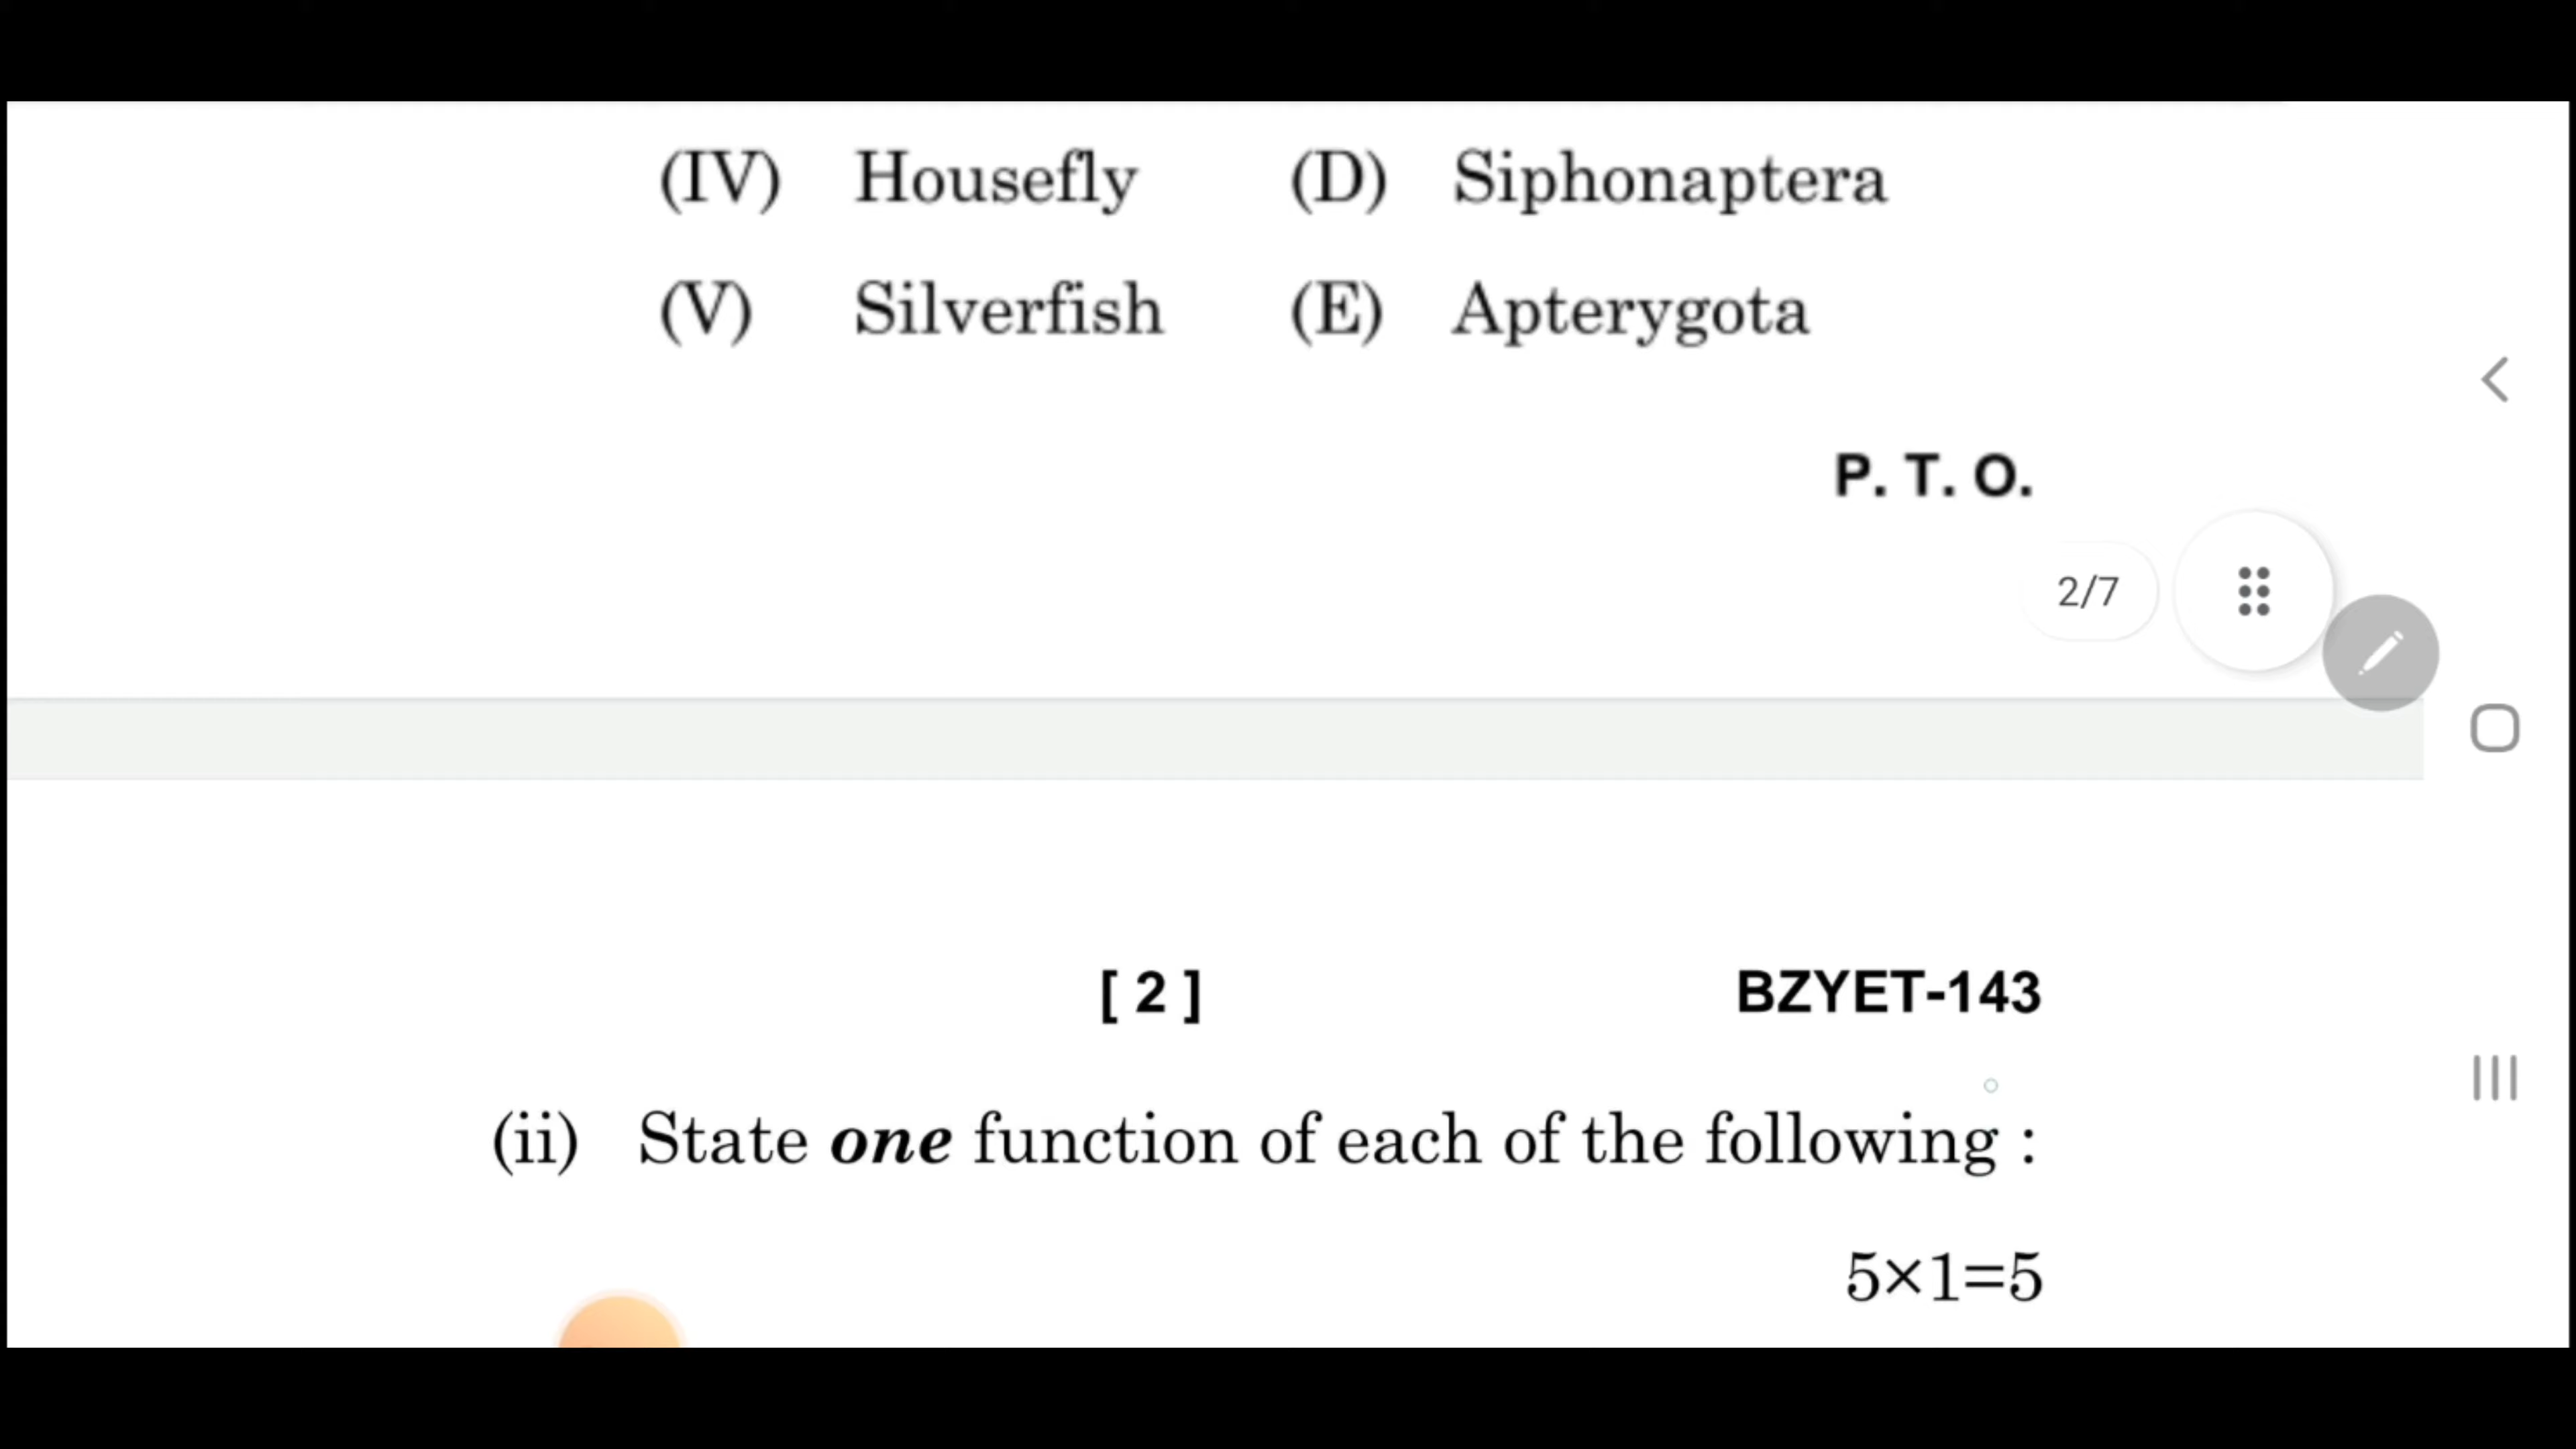 (IV) Housefly (D) Siphonaptera
(V) Silverfish (E) Apterygota
P. T. O.
2/7
[ 2 ] BZYET-143
(ii) State one function of each of the following :
5×1=5